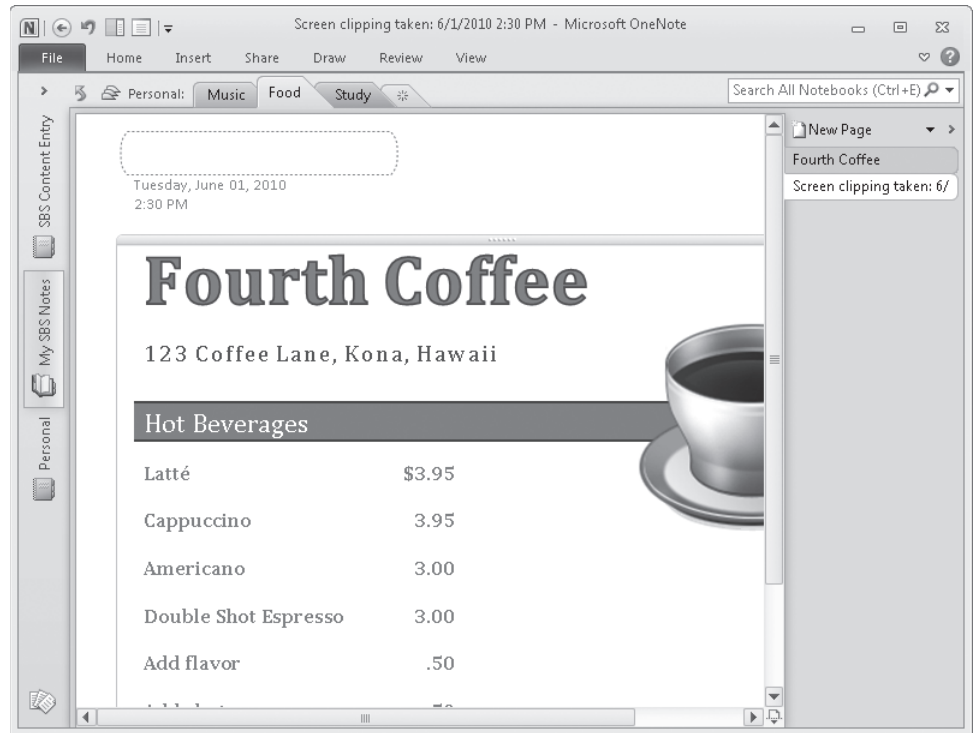 Screen clipping taken: 6/1/2010 2:30 PM - Microsoft OneNote
File Home Insert Share Draw Review View
Personal: Music Food Study
Search All Notebooks (Ctrl+E)
SBS Content Entry
My SBS Notes
Personal
New Page
Fourth Coffee
Screen clipping taken: 6/
Tuesday, June 01, 2010
2:30 PM
Fourth Coffee
123 Coffee Lane, Kona, Hawaii
Hot Beverages
Latté $3.95
Cappuccino 3.95
Americano 3.00
Double Shot Espresso 3.00
Add flavor .50